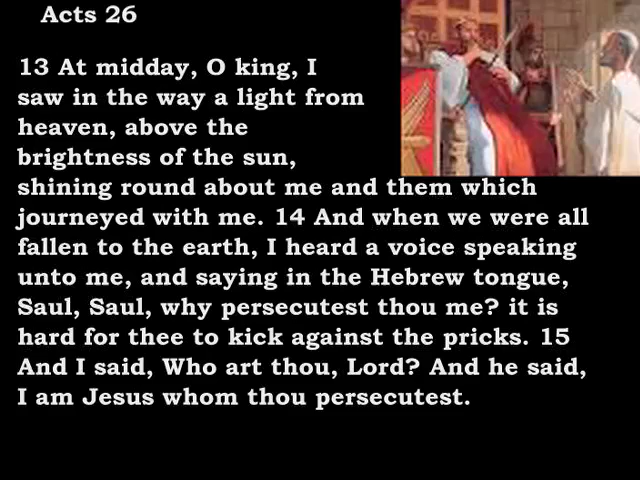 Acts 26
13 At midday, O king, I
saw in the way a light from
heaven, above the
brightness of the sun,
shining round about me and them which
journeyed with me. 14 And when we were all
fallen to the earth, I heard a voice speaking
unto me, and saying in the Hebrew tongue,
Saul, Saul, why persecutest thou me? it is
hard for thee to kick against the pricks. 15
And I said, Who art thou, Lord? And he said,
I am Jesus whom thou persecutest.